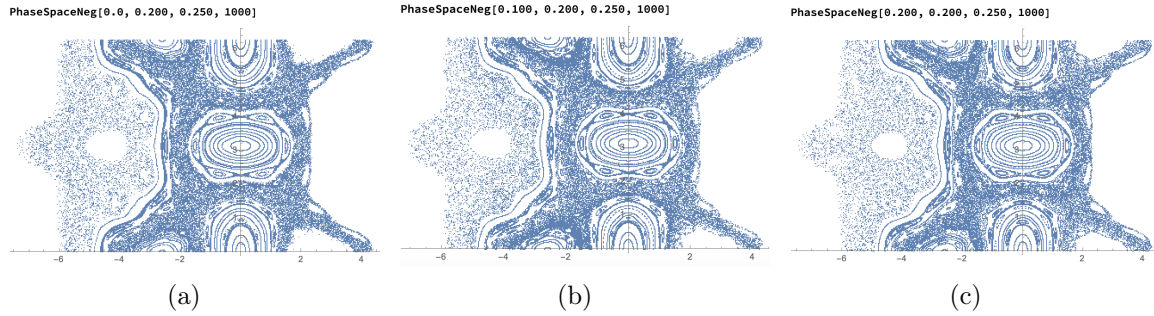 PhaseSpaceNeg[0.0, 0.200, 0.250, 1000]
PhaseSpaceNeg[0.100, 0.200, 0.250, 1000]
PhaseSpaceNeg[0.200, 0.200, 0.250, 1000]
-6 -4 -2 2 4
-6 -4 -2 2 4
-6 -4 -2 2 4
(a)
(b)
(c)